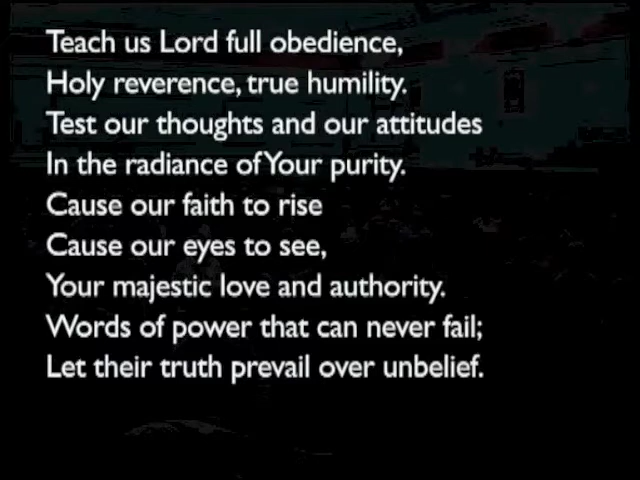 Teach us Lord full obedience,
Holy reverence, true humility.
Test our thoughts and our attitudes
In the radiance of Your purity.
Cause our faith to rise
Cause our eyes to see,
Your majestic love and authority.
Words of power that can never fail;
Let their truth prevail over unbelief.